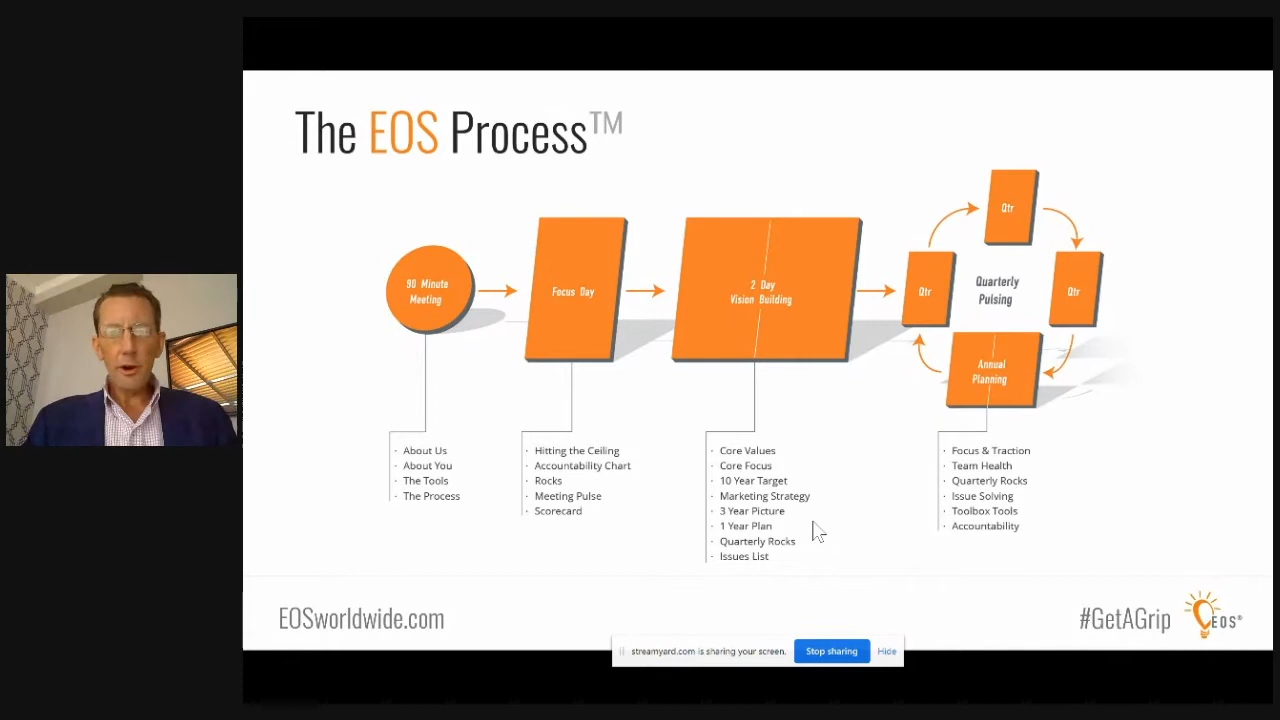 The EOS Process™
90 Minute
Meeting
Focus Day
2 Day
Vision Building
Qtr
Qtr
Qtr
Quarterly
Pulsing
Annual
Planning
· About Us
· About You
· The Tools
· The Process
· Hitting the Ceiling
· Accountability Chart
· Rocks
· Meeting Pulse
· Scorecard
· Core Values
· Core Focus
· 10 Year Target
· Marketing Strategy
· 3 Year Picture
· 1 Year Plan
· Quarterly Rocks
· Issues List
· Focus & Traction
· Team Health
· Quarterly Rocks
· Issue Solving
· Toolbox Tools
· Accountability
EOSworldwide.com
#GetAGrip
EOS®
streamyard.com is sharing your screen.
Stop sharing
Hide